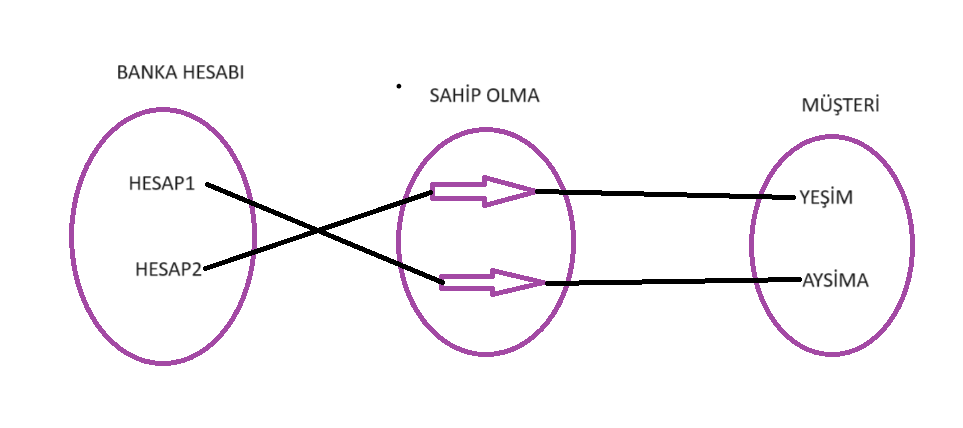 BANKA HESABI
SAHİP OLMA
MÜŞTERİ
HESAP1
YEŞİM
HESAP2
AYSİMA